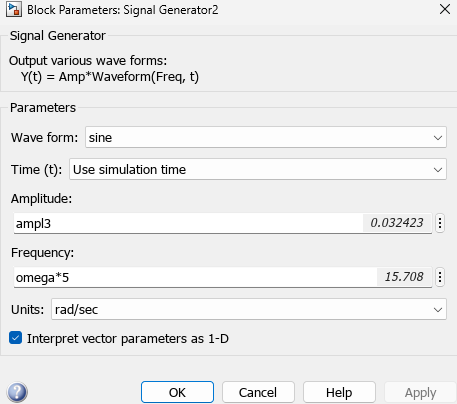 Block Parameters: Signal Generator2
Signal Generator
Output various wave forms:
Y(t) = Amp*Waveform(Freq, t)
Parameters
Wave form: sine
Time (t): Use simulation time
Amplitude:
ampl3 0.032423
Frequency:
omega*5 15.708
Units: rad/sec
Interpret vector parameters as 1-D
? OK Cancel Help Apply